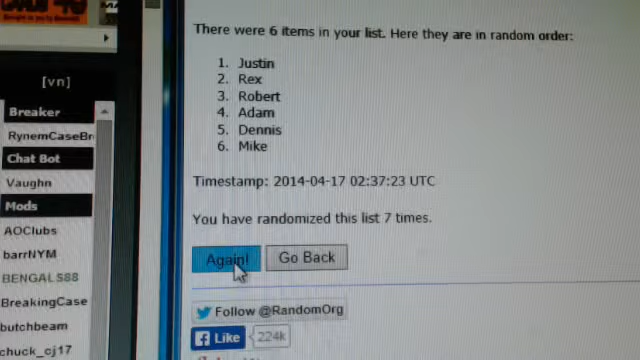 There were 6 items in your list. Here they are in random order:
1. Justin
2. Rex
3. Robert
4. Adam
5. Dennis
6. Mike
Timestamp: 2014-04-17 02:37:23 UTC
You have randomized this list 7 times.
Again!
Go Back
Follow @RandomOrg
Like
224k
[vn]
Breaker
RynemCaseBr
Chat Bot
Vaughn
Mods
AOClubs
barrNYM
BENGAL588
BreakingCase
butchbeam
chuck_cj17